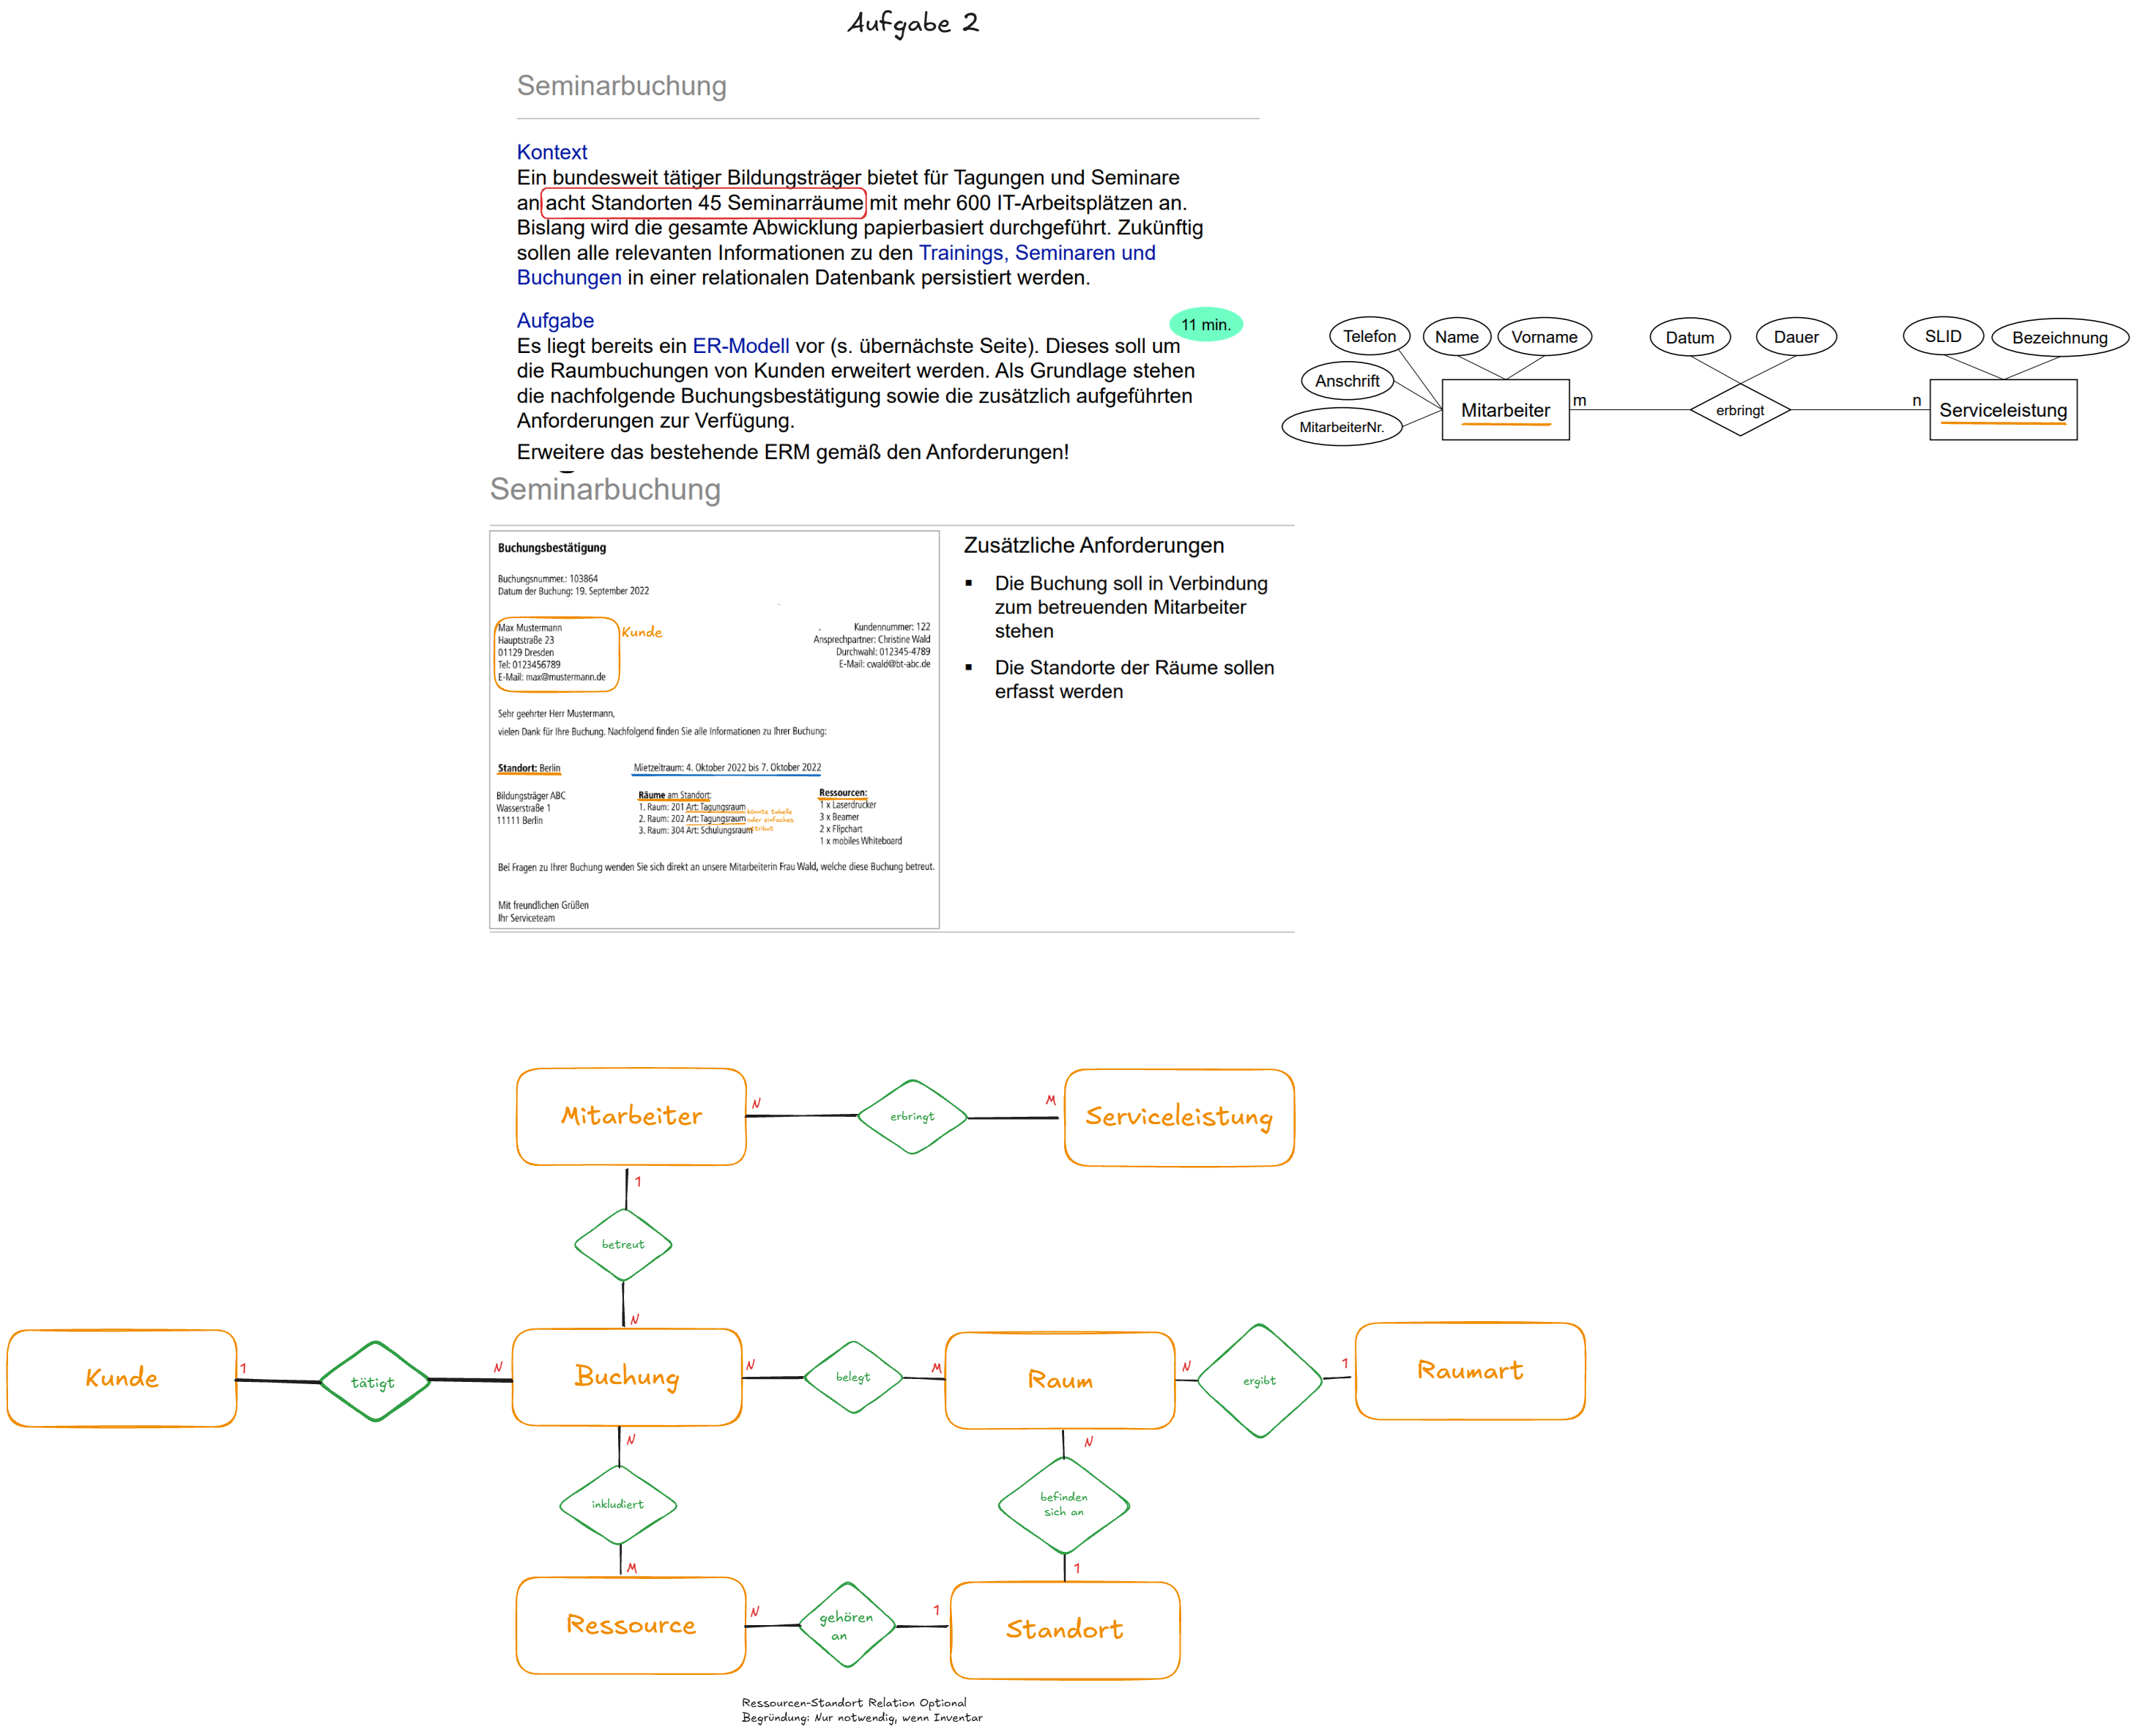 Aufgabe 2
Seminarbuchung
Kontext
Ein bundesweit tätiger Bildungsträger bietet für Tagungen und Seminare
an acht Standorten 45 Seminarräume mit mehr 600 IT-Arbeitsplätzen an.
Bislang wird die gesamte Abwicklung papierbasiert durchgeführt. Zukünftig
sollen alle relevanten Informationen zu den Trainings, Seminaren und
Buchungen in einer relationalen Datenbank persistiert werden.
Aufgabe
11 min.
Es liegt bereits ein ER-Modell vor (s. übernächste Seite). Dieses soll um
die Raumbuchungen von Kunden erweitert werden. Als Grundlage stehen
die nachfolgende Buchungsbestätigung sowie die zusätzlich aufgeführten
Anforderungen zur Verfügung.
Erweitere das bestehende ERM gemäß den Anforderungen!
Telefon
Name
Vorname
Datum
Dauer
SLID
Bezeichnung
Anschrift
MitarbeiterNr.
Mitarbeiter
m
erbringt
n
Serviceleistung
Seminarbuchung
Buchungsbestätigung
Buchungsnummer.: 103864
Datum der Buchung: 19. September 2022
Max Mustermann
Hauptstraße 23
01129 Dresden
Tel: 0123456789
E-Mail: max@mustermann.de
Kunde
Kundennummer: 122
Ansprechpartner: Christine Wald
Durchwahl: 012345-4789
E-Mail: cwald@bt-abc.de
Sehr geehrter Herr Mustermann,
vielen Dank für Ihre Buchung. Nachfolgend finden Sie alle Informationen zu Ihrer Buchung:
Standort: Berlin
Mietzeitraum: 4. Oktober 2022 bis 7. Oktober 2022
Bildungsträger ABC
Wasserstraße 1
11111 Berlin
Räume am Standort:
1. Raum: 201 Art: Tagungsraum
2. Raum: 202 Art: Tagungsraum
3. Raum: 304 Art: Schulungsraum
könnte tabelle
oder einfaches
attribut
Ressourcen:
1 x Laserdrucker
3 x Beamer
2 x Flipchart
1 x mobiles Whiteboard
Bei Fragen zu Ihrer Buchung wenden Sie sich direkt an unsere Mitarbeiterin Frau Wald, welche diese Buchung betreut.
Mit freundlichen Grüßen
Ihr Serviceteam
Zusätzliche Anforderungen
Die Buchung soll in Verbindung
zum betreuenden Mitarbeiter
stehen
Die Standorte der Räume sollen
erfasst werden
Mitarbeiter
N
erbringt
M
Serviceleistung
1
betreut
N
Kunde
1
tätigt
N
Buchung
N
belegt
M
Raum
N
ergibt
1
Raumart
N
inkludiert
M
N
befinden
sich an
1
Ressource
N
gehören
an
1
Standort
Ressourcen-Standort Relation Optional
Begründung: Nur notwendig, wenn Inventar